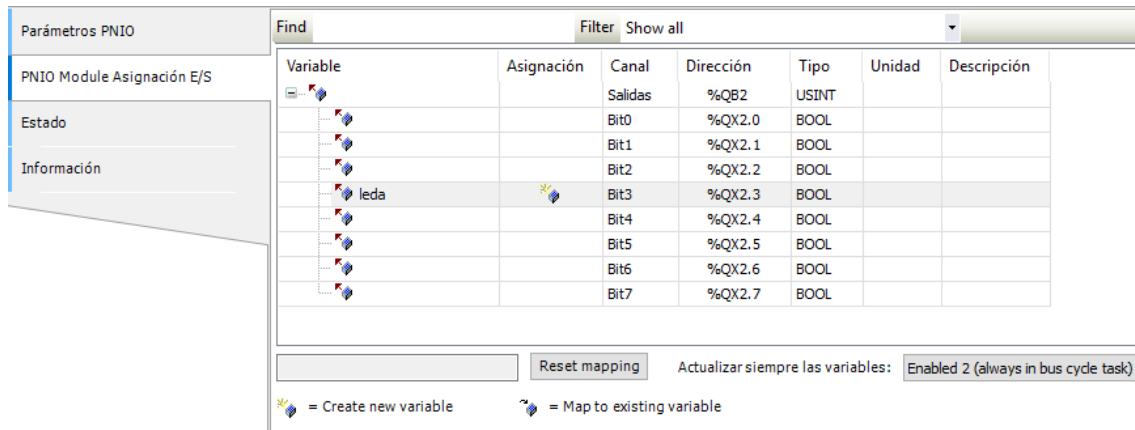 Parámetros PNIO
PNIO Module Asignación E/S
Estado
Información
Find Filter Show all
Variable Asignación Canal Dirección Tipo Unidad Descripción
Salidas %QB2 USINT
Bit0 %QX2.0 BOOL
Bit1 %QX2.1 BOOL
Bit2 %QX2.2 BOOL
leda Bit3 %QX2.3 BOOL
Bit4 %QX2.4 BOOL
Bit5 %QX2.5 BOOL
Bit6 %QX2.6 BOOL
Bit7 %QX2.7 BOOL
Reset mapping Actualizar siempre las variables: Enabled 2 (always in bus cycle task)
= Create new variable = Map to existing variable